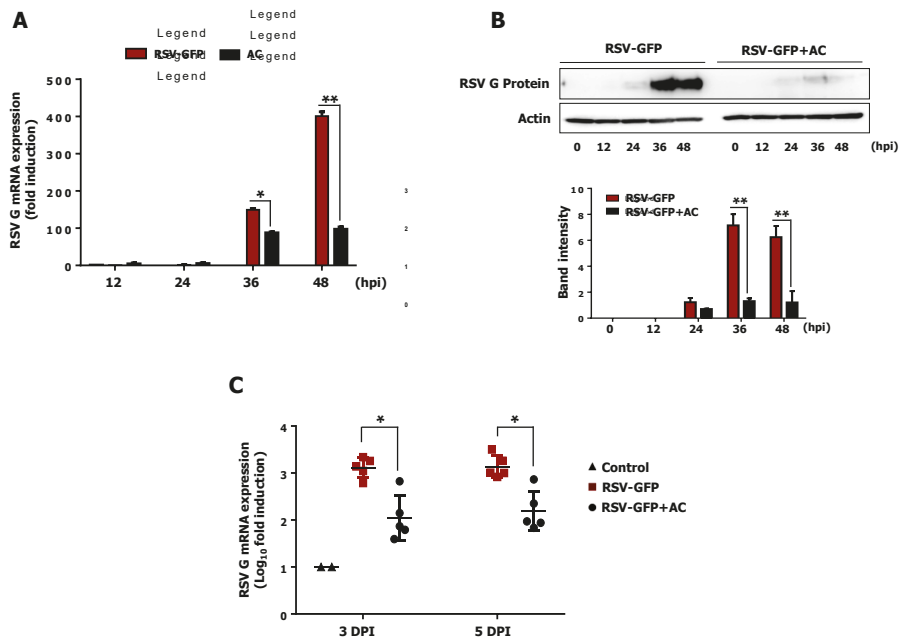 A
Legend Legend
Legend Legend
RSV-GFP Legend AC Legend
Legend Legend
RSV G mRNA expression
(fold induction)
500
400
300
200
100
0
* **
12 24 36 48 (hpi)
3
2
1
0
B
RSV-GFP RSV-GFP+AC
RSV G Protein
Actin
0 12 24 36 48 0 12 24 36 48 (hpi)
RSV-GFP
RSV-GFP+AC
Band intensity
10
8
6
4
2
0
** **
0 12 24 36 48 (hpi)
C
RSV G mRNA expression
(Log10 fold induction)
4
3
2
1
0
* *
3 DPI 5 DPI
Control
RSV-GFP
RSV-GFP+AC